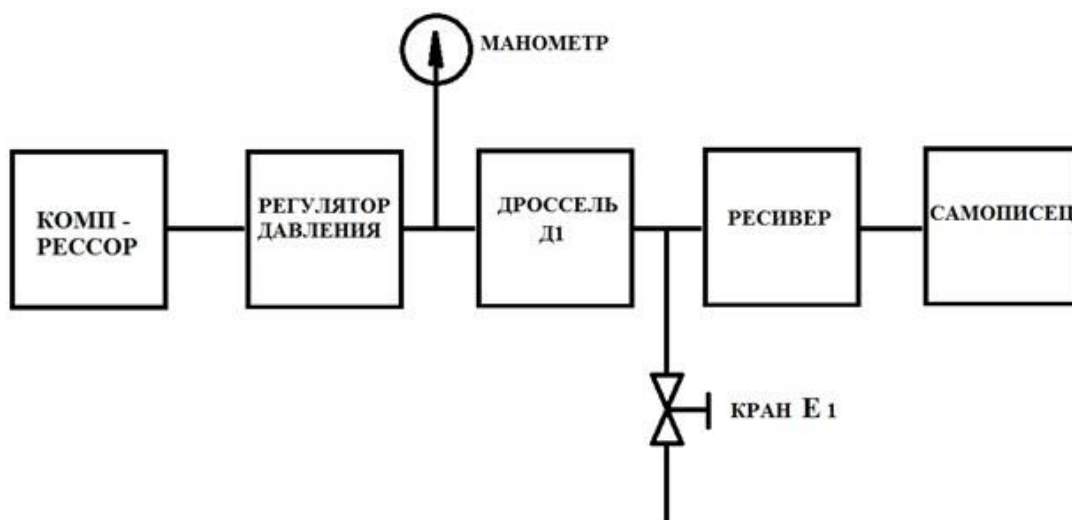 МАНОМЕТР
КОМП -
РЕССОР
РЕГУЛЯТОР
ДАВЛЕНИЯ
ДРОССЕЛЬ
Д1
РЕСИВЕР
САМОПИСЕЦ
КРАН Е 1